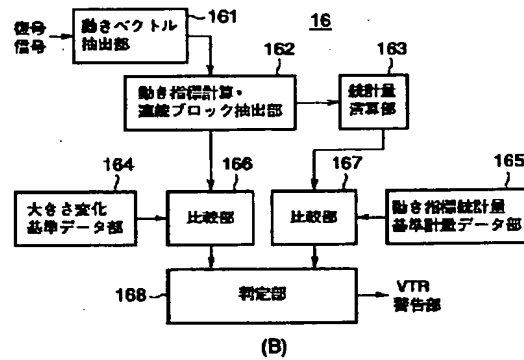 161
16
復号
信号
動きベクトル
抽出部
162
163
動き指標計算・
連続ブロック抽出部
統計量
演算部
164
166
167
165
大きさ変化
基準データ部
比較部
比較部
動き指標統計量
基準計量データ部
168
判定部
VTR
警告部
(B)